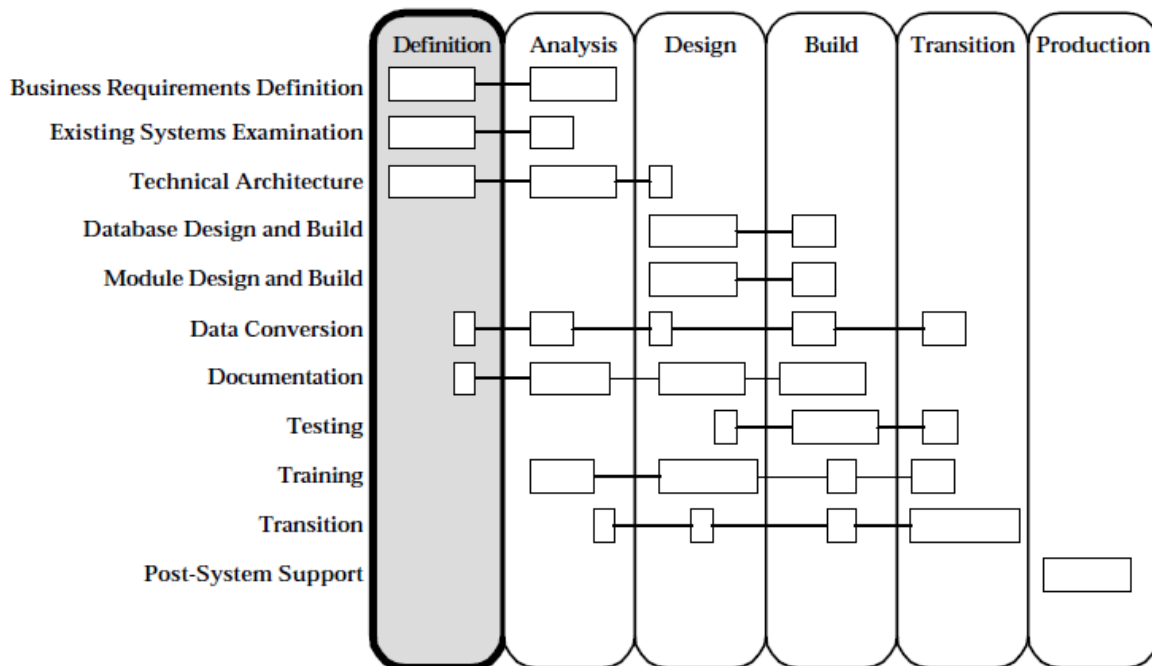 Definition Analysis Design Build Transition Production
Business Requirements Definition
Existing Systems Examination
Technical Architecture
Database Design and Build
Module Design and Build
Data Conversion
Documentation
Testing
Training
Transition
Post-System Support